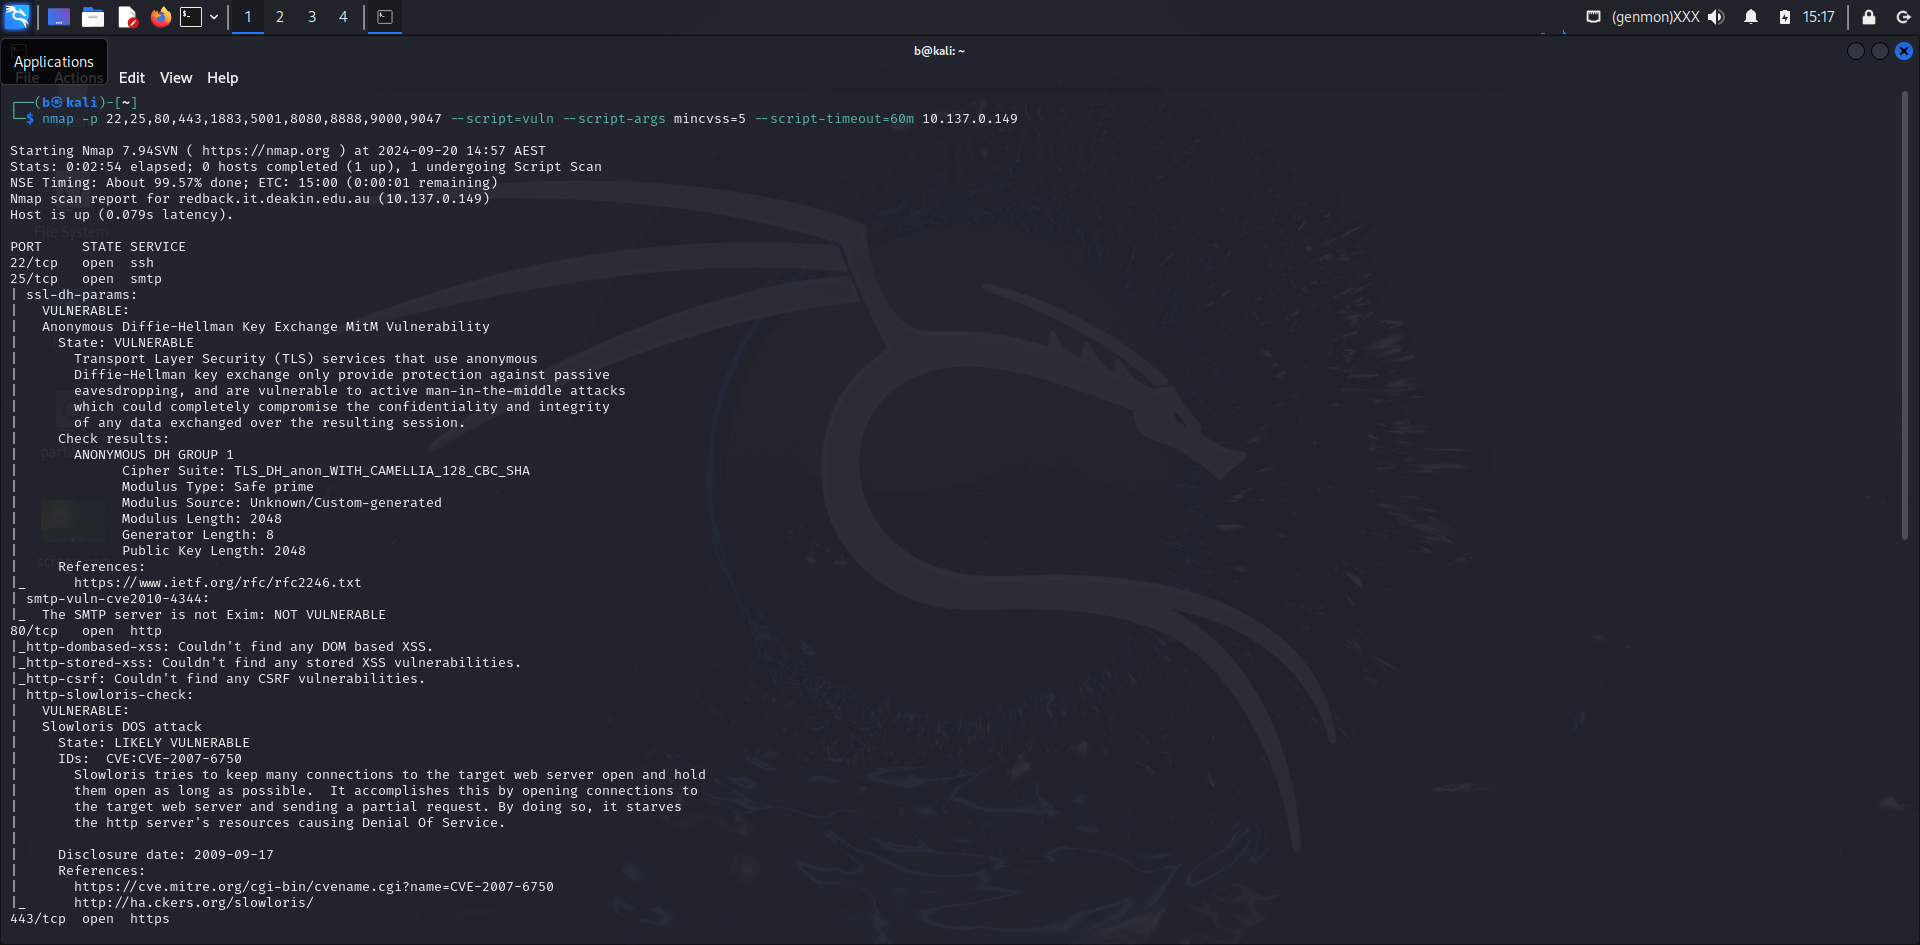 1 2 3 4 (genmon)XXX 15:17
Applications
b@kali: ~
File Actions Edit View Help
┌──(b㉿kali)-[~]
└─$ nmap -p 22,25,80,443,1883,5001,8080,8888,9000,9047 --script=vuln --script-args mincvss=5 --script-timeout=60m 10.137.0.149
Starting Nmap 7.94SVN ( https://nmap.org ) at 2024-09-20 14:57 AEST
Stats: 0:02:54 elapsed; 0 hosts completed (1 up), 1 undergoing Script Scan
NSE Timing: About 99.57% done; ETC: 15:00 (0:00:01 remaining)
Nmap scan report for redback.it.deakin.edu.au (10.137.0.149)
Host is up (0.079s latency).
File System
PORT     STATE SERVICE
22/tcp   open  ssh
25/tcp   open  smtp
| ssl-dh-params:
|   VULNERABLE:
|   Anonymous Diffie-Hellman Key Exchange MitM Vulnerability
|     State: VULNERABLE
|       Transport Layer Security (TLS) services that use anonymous
|       Diffie-Hellman key exchange only provide protection against passive
|       eavesdropping, and are vulnerable to active man-in-the-middle attacks
|       which could completely compromise the confidentiality and integrity
|       of any data exchanged over the resulting session.
|     Check results:
|       ANONYMOUS DH GROUP 1
|             Cipher Suite: TLS_DH_anon_WITH_CAMELLIA_128_CBC_SHA
|             Modulus Type: Safe prime
|             Modulus Source: Unknown/Custom-generated
|             Modulus Length: 2048
|             Generator Length: 8
|             Public Key Length: 2048
|     References:
|_      https://www.ietf.org/rfc/rfc2246.txt
| smtp-vuln-cve2010-4344:
|_  The SMTP server is not Exim: NOT VULNERABLE
80/tcp   open  http
|_http-dombased-xss: Couldn't find any DOM based XSS.
|_http-stored-xss: Couldn't find any stored XSS vulnerabilities.
|_http-csrf: Couldn't find any CSRF vulnerabilities.
| http-slowloris-check:
|   VULNERABLE:
|   Slowloris DOS attack
|     State: LIKELY VULNERABLE
|     IDs:  CVE:CVE-2007-6750
|       Slowloris tries to keep many connections to the target web server open and hold
|       them open as long as possible.  It accomplishes this by opening connections to
|       the target web server and sending a partial request. By doing so, it starves
|       the http server's resources causing Denial Of Service.
|
|     Disclosure date: 2009-09-17
|     References:
|       https://cve.mitre.org/cgi-bin/cvename.cgi?name=CVE-2007-6750
|_      http://ha.ckers.org/slowloris/
443/tcp  open  https